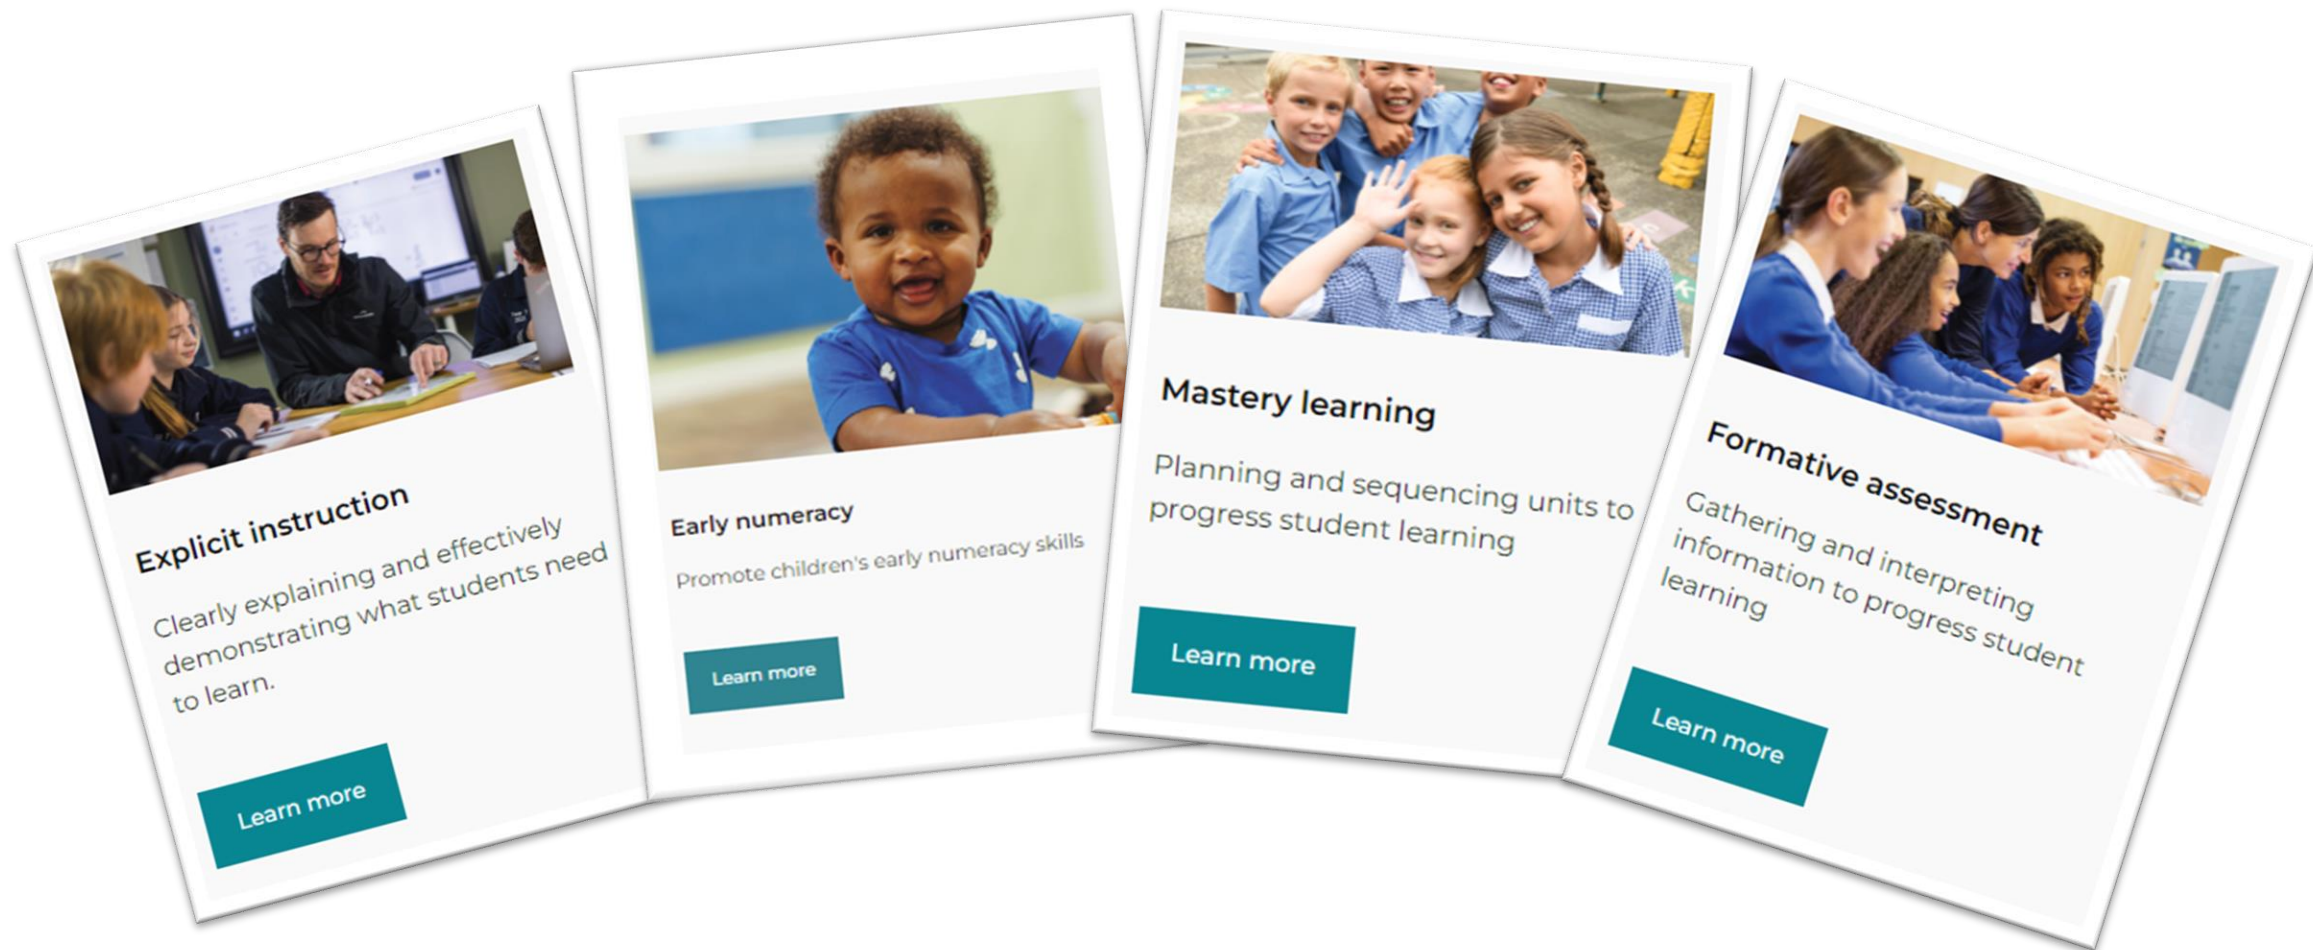 Explicit instruction
Clearly explaining and effectively
demonstrating what students need
to learn.
Learn more
Early numeracy
Promote children's early numeracy skills
Learn more
Mastery learning
Planning and sequencing units to
progress student learning
Learn more
Formative assessment
Gathering and interpreting
information to progress student
learning
Learn more